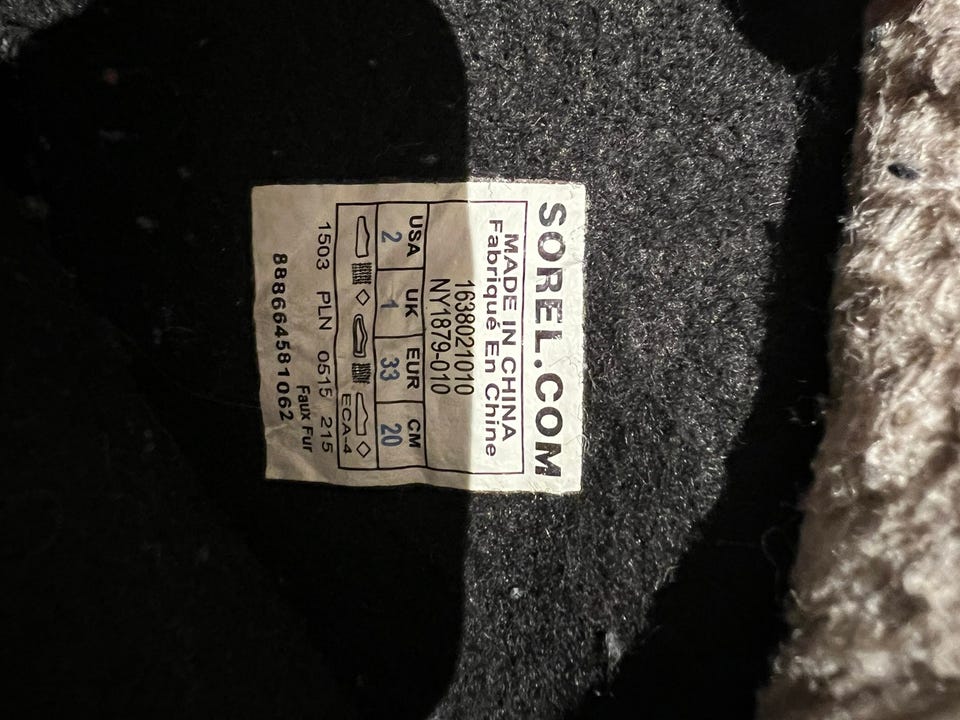 SOREL.COM
MADE IN CHINA
Fabriqué En Chine
1638021010
NY1879-010
USA UK EUR CM
2 1 33 20
ECA-4
1503 PLN 0515 215
Faux Fur
888664581062